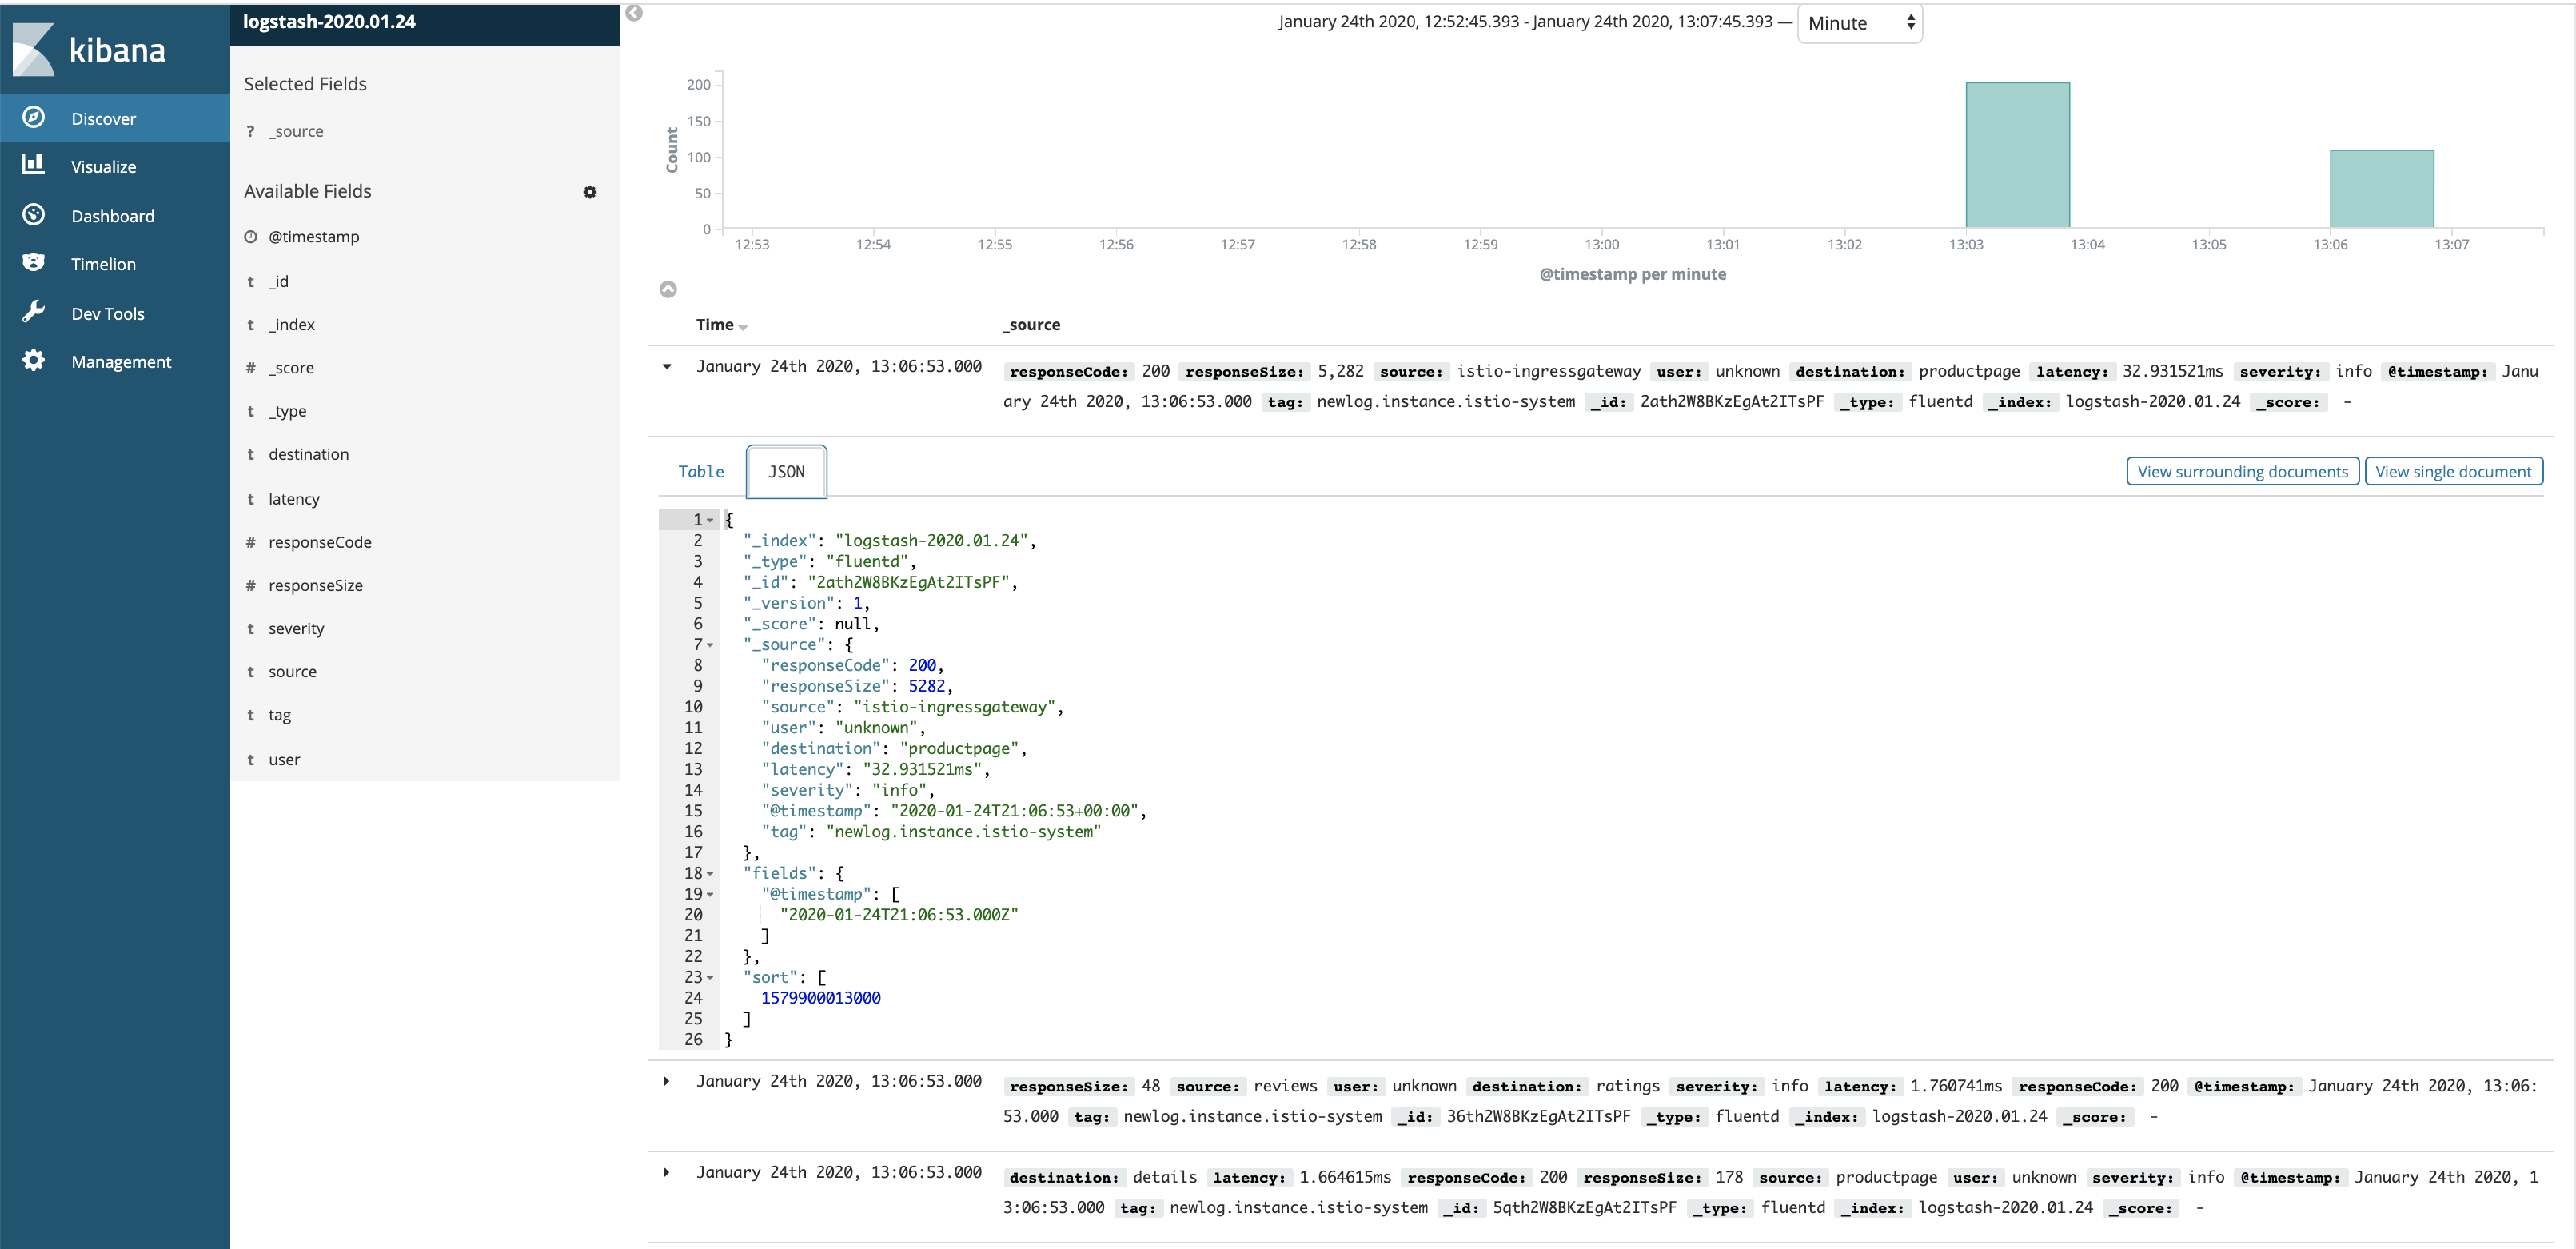 kibana
Discover
Visualize
Dashboard
Timelion
Dev Tools
Management
logstash-2020.01.24
Selected Fields
? _source
Available Fields
@timestamp
t _id
t _index
# _score
t _type
t destination
t latency
# responseCode
# responseSize
t severity
t source
t tag
t user
January 24th 2020, 12:52:45.393 - January 24th 2020, 13:07:45.393 — Minute
Count
200
150
100
50
0
12:53 12:54 12:55 12:56 12:57 12:58 12:59 13:00 13:01 13:02 13:03 13:04 13:05 13:06 13:07
@timestamp per minute
Time _source
January 24th 2020, 13:06:53.000 responseCode: 200 responseSize: 5,282 source: istio-ingressgateway user: unknown destination: productpage latency: 32.931521ms severity: info @timestamp: Janu
ary 24th 2020, 13:06:53.000 tag: newlog.instance.istio-system _id: 2ath2W8BKzEgAt2ITsPF _type: fluentd _index: logstash-2020.01.24 _score: -
Table JSON View surrounding documents View single document
1 {
2 "_index": "logstash-2020.01.24",
3 "_type": "fluentd",
4 "_id": "2ath2W8BKzEgAt2ITsPF",
5 "_version": 1,
6 "_score": null,
7 "_source": {
8 "responseCode": 200,
9 "responseSize": 5282,
10 "source": "istio-ingressgateway",
11 "user": "unknown",
12 "destination": "productpage",
13 "latency": "32.931521ms",
14 "severity": "info",
15 "@timestamp": "2020-01-24T21:06:53+00:00",
16 "tag": "newlog.instance.istio-system"
17 },
18 "fields": {
19 "@timestamp": [
20 "2020-01-24T21:06:53.000Z"
21 ]
22 },
23 "sort": [
24 1579900013000
25 ]
26 }
January 24th 2020, 13:06:53.000 responseSize: 48 source: reviews user: unknown destination: ratings severity: info latency: 1.760741ms responseCode: 200 @timestamp: January 24th 2020, 13:06:
53.000 tag: newlog.instance.istio-system _id: 36th2W8BKzEgAt2ITsPF _type: fluentd _index: logstash-2020.01.24 _score: -
January 24th 2020, 13:06:53.000 destination: details latency: 1.664615ms responseCode: 200 responseSize: 178 source: productpage user: unknown severity: info @timestamp: January 24th 2020, 1
3:06:53.000 tag: newlog.instance.istio-system _id: 5qth2W8BKzEgAt2ITsPF _type: fluentd _index: logstash-2020.01.24 _score: -